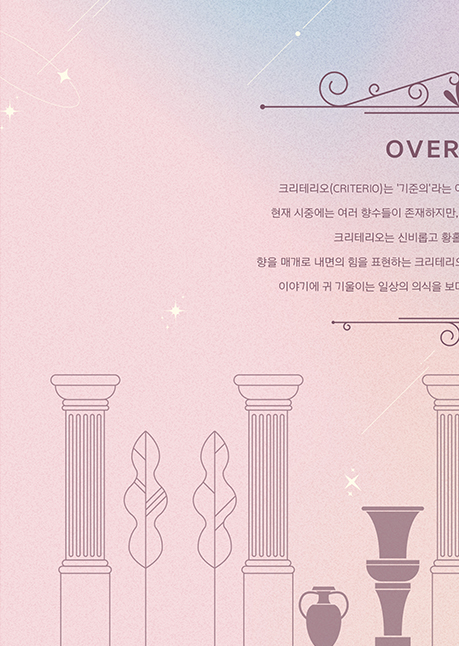 OVER
크리테리오(CRITERIO)는 '기준의'라는
현재 시중에는 여러 향수들이 존재하지만,
크리테리오는 신비롭고 황홀
향을 매개로 내면의 힘을 표현하는 크리테리오
이야기에 귀 기울이는 일상의 의식을